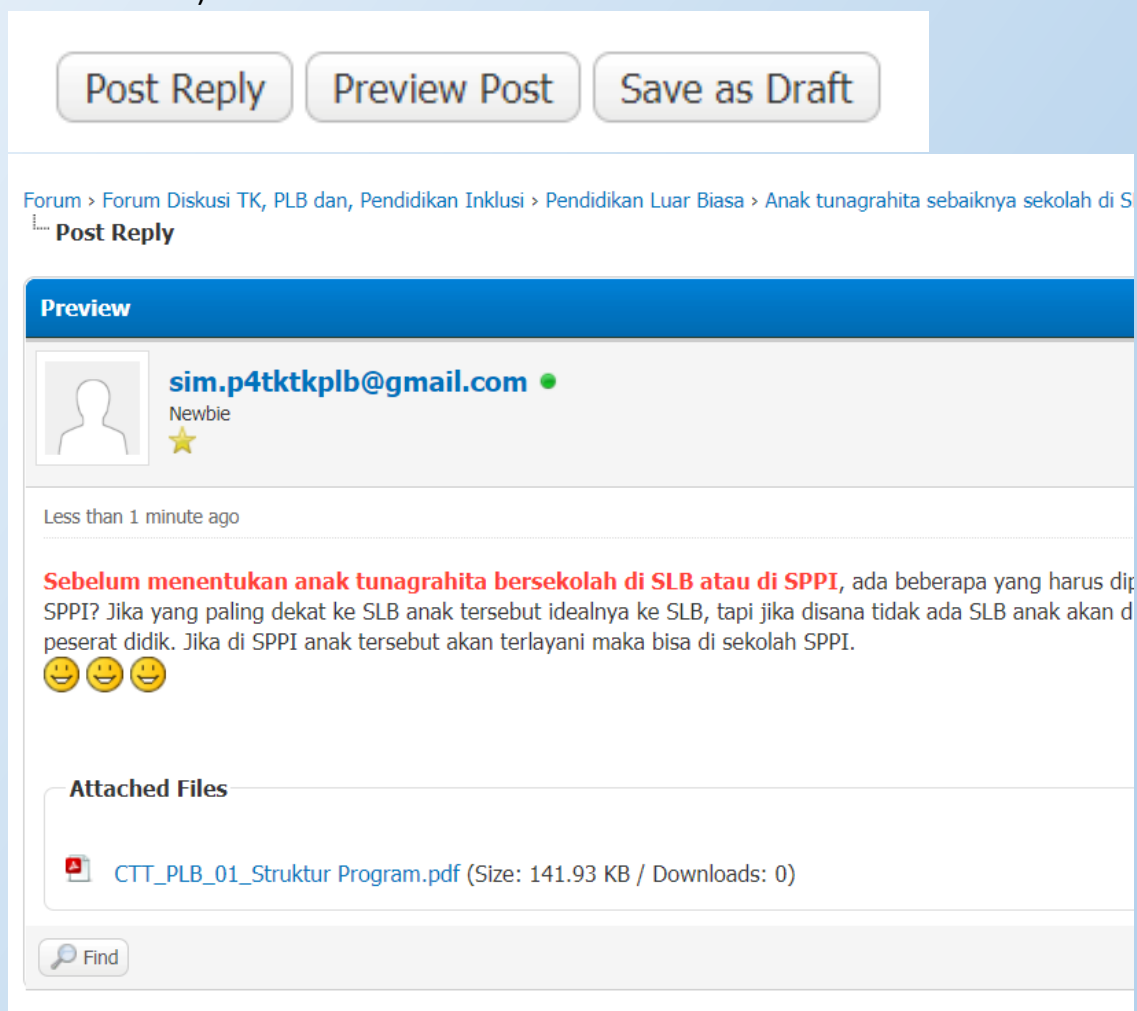 Post Reply Preview Post Save as Draft
Forum › Forum Diskusi TK, PLB dan, Pendidikan Inklusi › Pendidikan Luar Biasa › Anak tunagrahita sebaiknya sekolah di
Post Reply
Preview
sim.p4tktkplb@gmail.com
Newbie
Less than 1 minute ago
Sebelum menentukan anak tunagrahita bersekolah di SLB atau di SPPI, ada beberapa yang harus
SPPI? Jika yang paling dekat ke SLB anak tersebut idealnya ke SLB, tapi jika disana tidak ada SLB anak akan
peserat didik. Jika di SPPI anak tersebut akan terlayani maka bisa di sekolah SPPI.
Attached Files
CTT_PLB_01_Struktur Program.pdf (Size: 141.93 KB / Downloads: 0)
Find